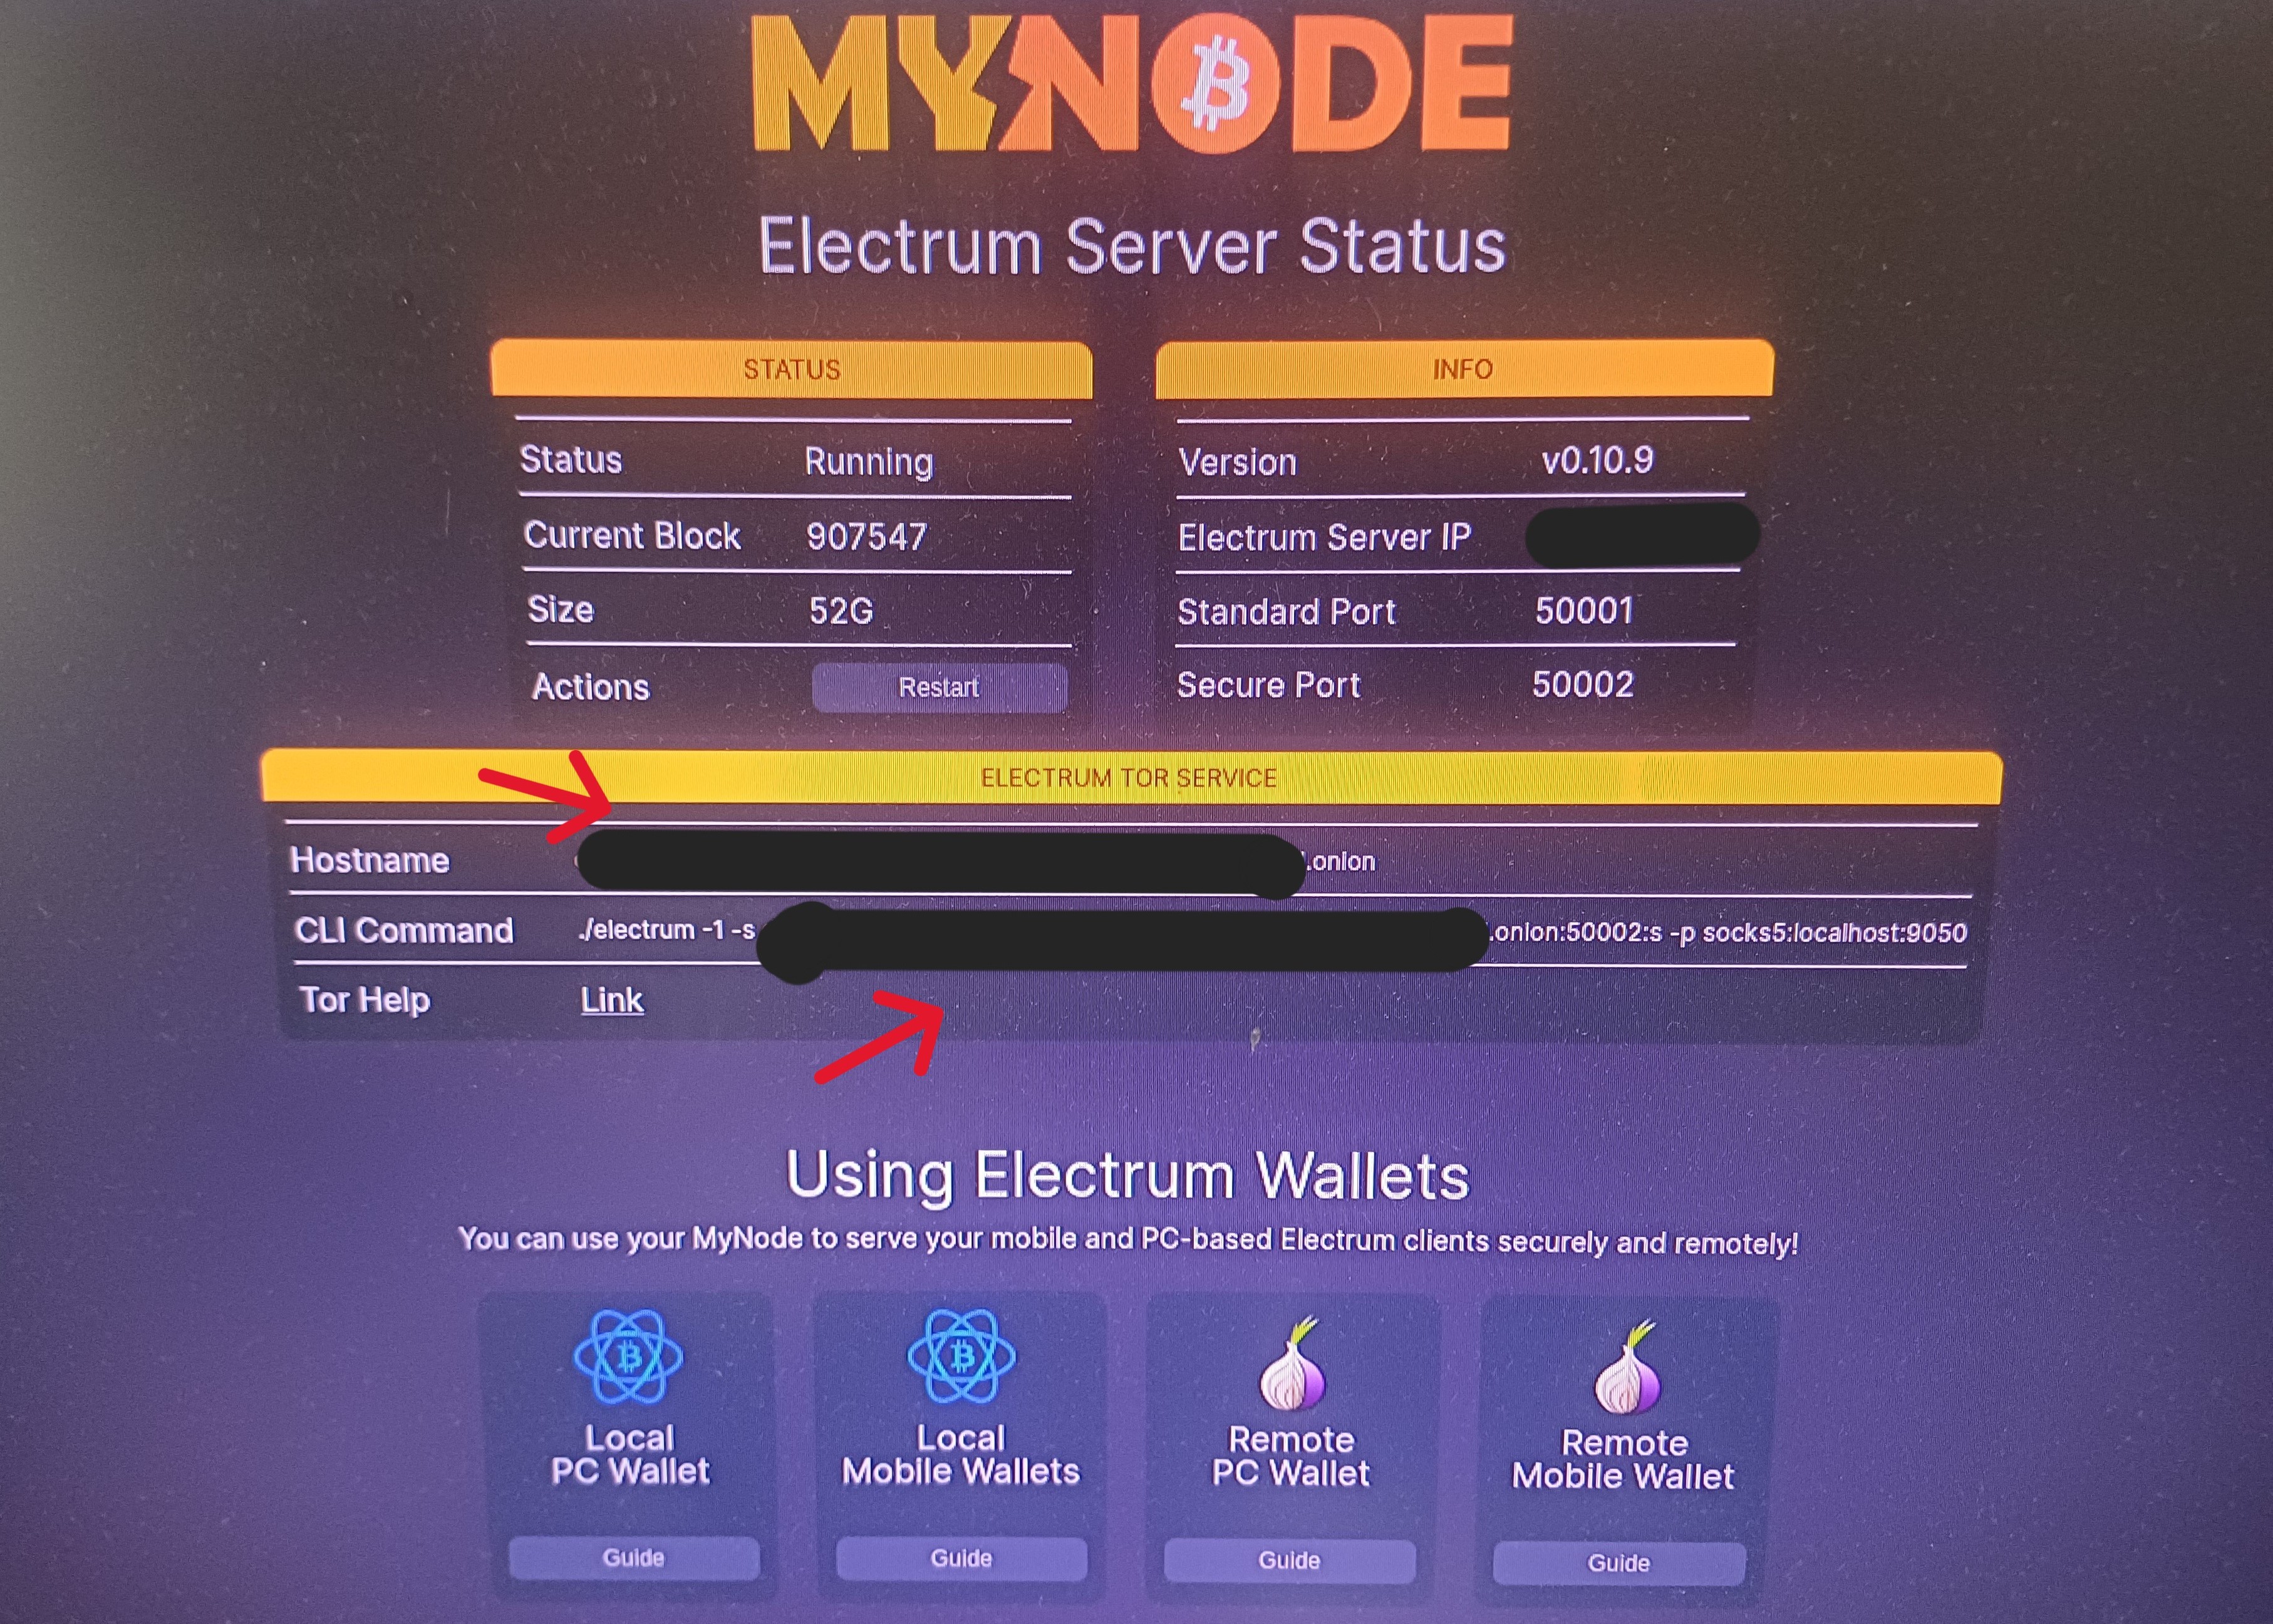 MYNODE
Electrum Server Status
STATUS
Status Running
Current Block 907547
Size 52G
Actions Restart
INFO
Version v0.10.9
Electrum Server IP
Standard Port 50001
Secure Port 50002
ELECTRUM TOR SERVICE
Hostname .onion
CLI Command ./electrum -1 -s .onion:50002:s -p socks5:localhost:9050
Tor Help Link
Using Electrum Wallets
You can use your MyNode to serve your mobile and PC-based Electrum clients securely and remotely!
Local
PC Wallet
Guide
Local
Mobile Wallets
Guide
Remote
PC Wallet
Guide
Remote
Mobile Wallet
Guide